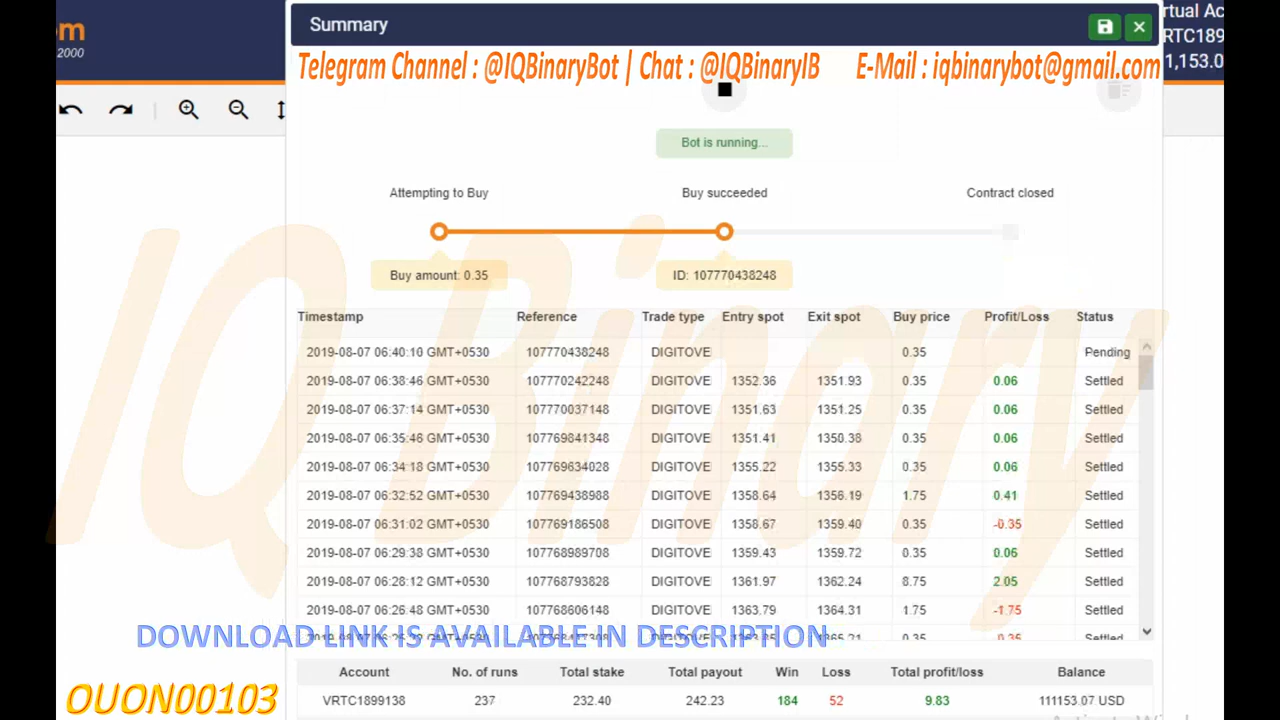 om
2000
Summary
rtual Ac
RTC1899
1,153.0
Telegram Channel : @IQBinaryBot | Chat : @IQBinaryIB E-Mail : iqbinarybot@gmail.com
Bot is running...
Attempting to Buy Buy succeeded Contract closed
Buy amount: 0.35 ID: 107770438248
IQ Binary
Timestamp Reference Trade type Entry spot Exit spot Buy price Profit/Loss Status
2019-08-07 06:40:10 GMT+0530 107770438248 DIGITOVE 0.35 Pending
2019-08-07 06:38:46 GMT+0530 107770242248 DIGITOVE 1352.36 1351.93 0.35 0.06 Settled
2019-08-07 06:37:14 GMT+0530 107770037148 DIGITOVE 1351.63 1351.25 0.35 0.06 Settled
2019-08-07 06:35:46 GMT+0530 107769841348 DIGITOVE 1351.41 1350.38 0.35 0.06 Settled
2019-08-07 06:34:18 GMT+0530 107769634028 DIGITOVE 1355.22 1355.33 0.35 0.06 Settled
2019-08-07 06:32:52 GMT+0530 107769438988 DIGITOVE 1358.64 1356.19 1.75 0.41 Settled
2019-08-07 06:31:02 GMT+0530 107769186508 DIGITOVE 1358.67 1359.40 0.35 -0.35 Settled
2019-08-07 06:29:38 GMT+0530 107768989708 DIGITOVE 1359.43 1359.72 0.35 0.06 Settled
2019-08-07 06:28:12 GMT+0530 107768793828 DIGITOVE 1361.97 1362.24 8.75 2.05 Settled
2019-08-07 06:26:48 GMT+0530 107768606148 DIGITOVE 1363.79 1364.31 1.75 -1.75 Settled
DOWNLOAD LINK IS AVAILABLE IN DESCRIPTION
Account No. of runs Total stake Total payout Win Loss Total profit/loss Balance
VRTC1899138 237 232.40 242.23 184 52 9.83 111153.07 USD
OUON00103